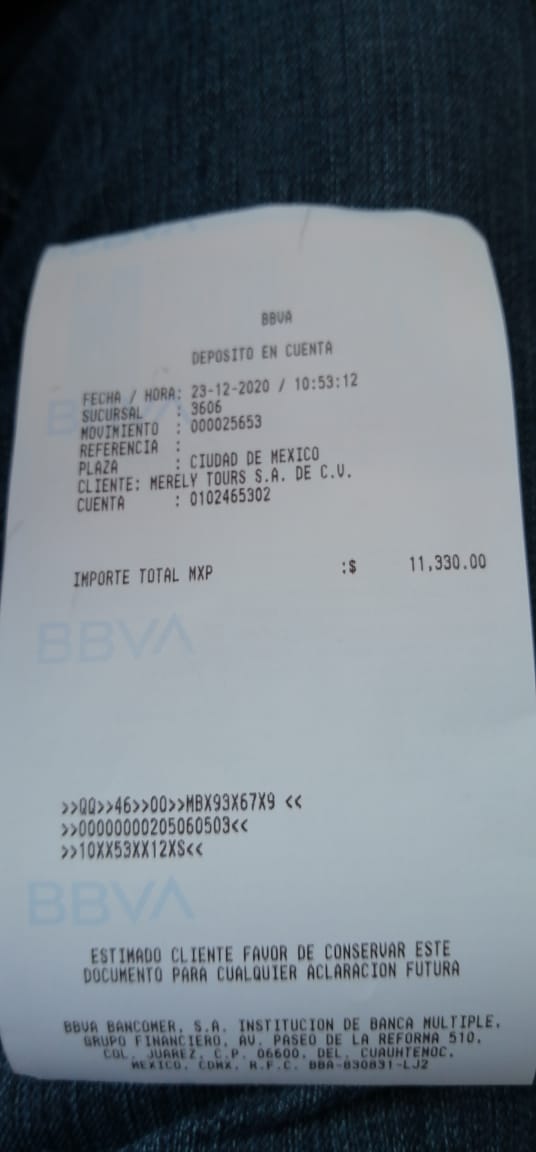 BBVA
DEPOSITO EN CUENTA
FECHA / HORA: 23-12-2020 / 10:53:12
SUCURSAL : 3606
MOVIMIENTO : 000025653
REFERENCIA :
PLAZA : CIUDAD DE MEXICO
CLIENTE: MERELY TOURS S.A. DE C.V.
CUENTA : 0102465302
IMPORTE TOTAL MXP :$ 11,330.00
BBVA
>>QQ>>46>>00>>MBX93X67X9 <<
>>00000000205060503<<
>>10XX53XX12XS<<
BBVA
ESTIMADO CLIENTE FAVOR DE CONSERVAR ESTE
DOCUMENTO PARA CUALQUIER ACLARACION FUTURA
BBVA BANCOMER, S.A. INSTITUCION DE BANCA MULTIPLE,
GRUPO FINANCIERO, AV. PASEO DE LA REFORMA 510,
COL. JUAREZ, C.P. 06600, DEL. CUAUHTEMOC,
MEXICO, CDMX, R.F.C. BBA-830831-LJ2